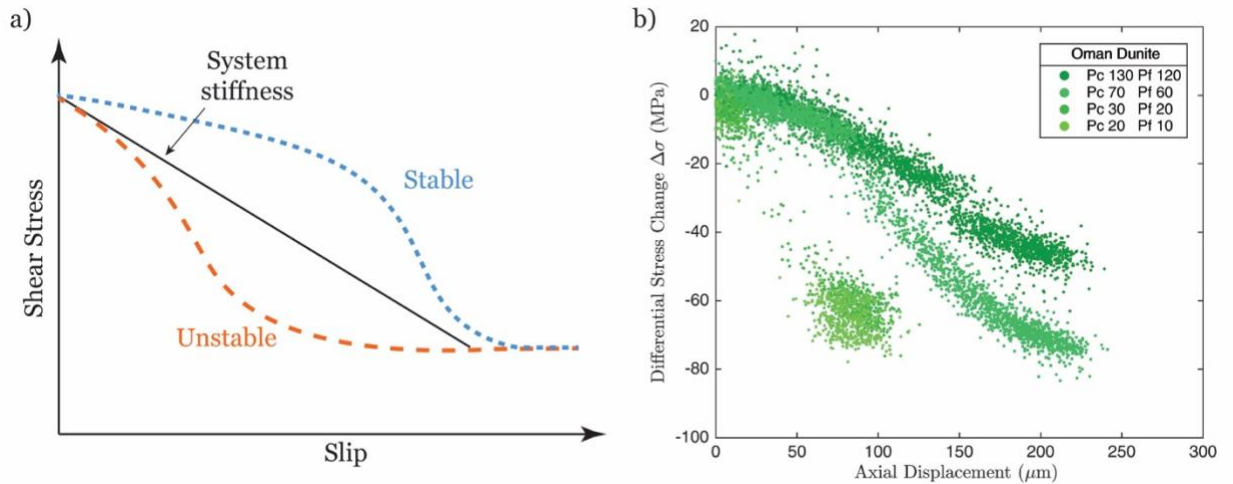 a)
System
stiffness
Stable
Unstable
Shear Stress
Slip
b)
20
0
-20
-40
-60
-80
-100
Differential Stress Change Δσ (MPa)
0
50
100
150
200
250
300
Axial Displacement (μm)
Oman Dunite
Pc 130 Pf 120
Pc 70 Pf 60
Pc 30 Pf 20
Pc 20 Pf 10